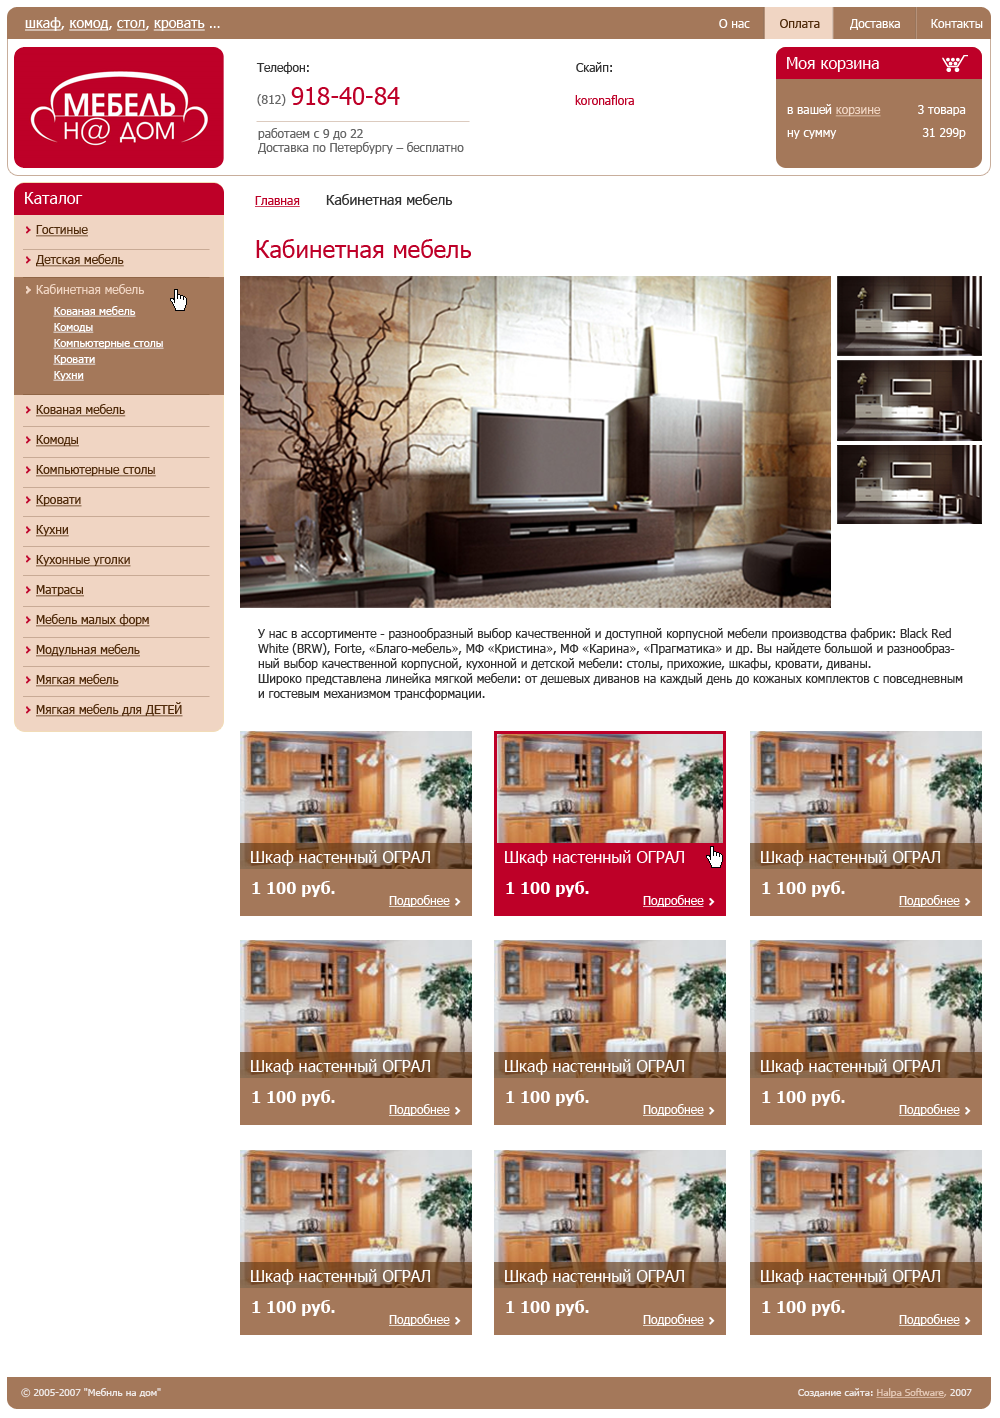 шкаф, комод, стол, кровать ...
О нас
Оплата
Доставка
Контакты
МЕБЕЛЬ
Н@ ДОМ
Телефон:
(812) 918-40-84
работаем с 9 до 22
Доставка по Петербургу – бесплатно
Скайп:
koronaflora
Моя корзина
в вашей корзине 3 товара
ну сумму 31 299р
Каталог
Гостиные
Детская мебель
Кабинетная мебель
Кованая мебель
Комоды
Компьютерные столы
Кровати
Кухни
Кованая мебель
Комоды
Компьютерные столы
Кровати
Кухни
Кухонные уголки
Матрасы
Мебель малых форм
Модульная мебель
Мягкая мебель
Мягкая мебель для ДЕТЕЙ
Главная Кабинетная мебель
Кабинетная мебель
У нас в ассортименте - разнообразный выбор качественной и доступной корпусной мебели производства фабрик: Black Red
White (BRW), Forte, «Благо-мебель», МФ «Кристина», МФ «Карина», «Прагматика» и др. Вы найдете большой и разнообраз-
ный выбор качественной корпусной, кухонной и детской мебели: столы, прихожие, шкафы, кровати, диваны.
Широко представлена линейка мягкой мебели: от дешевых диванов на каждый день до кожаных комплектов с повседневным
и гостевым механизмом трансформации.
Шкаф настенный ОГРАЛ
1 100 руб.
Подробнее
Шкаф настенный ОГРАЛ
1 100 руб.
Подробнее
Шкаф настенный ОГРАЛ
1 100 руб.
Подробнее
Шкаф настенный ОГРАЛ
1 100 руб.
Подробнее
Шкаф настенный ОГРАЛ
1 100 руб.
Подробнее
Шкаф настенный ОГРАЛ
1 100 руб.
Подробнее
Шкаф настенный ОГРАЛ
1 100 руб.
Подробнее
Шкаф настенный ОГРАЛ
1 100 руб.
Подробнее
Шкаф настенный ОГРАЛ
1 100 руб.
Подробнее
© 2005-2007 "Мебнль на дом"
Создание сайта: Halpa Software, 2007